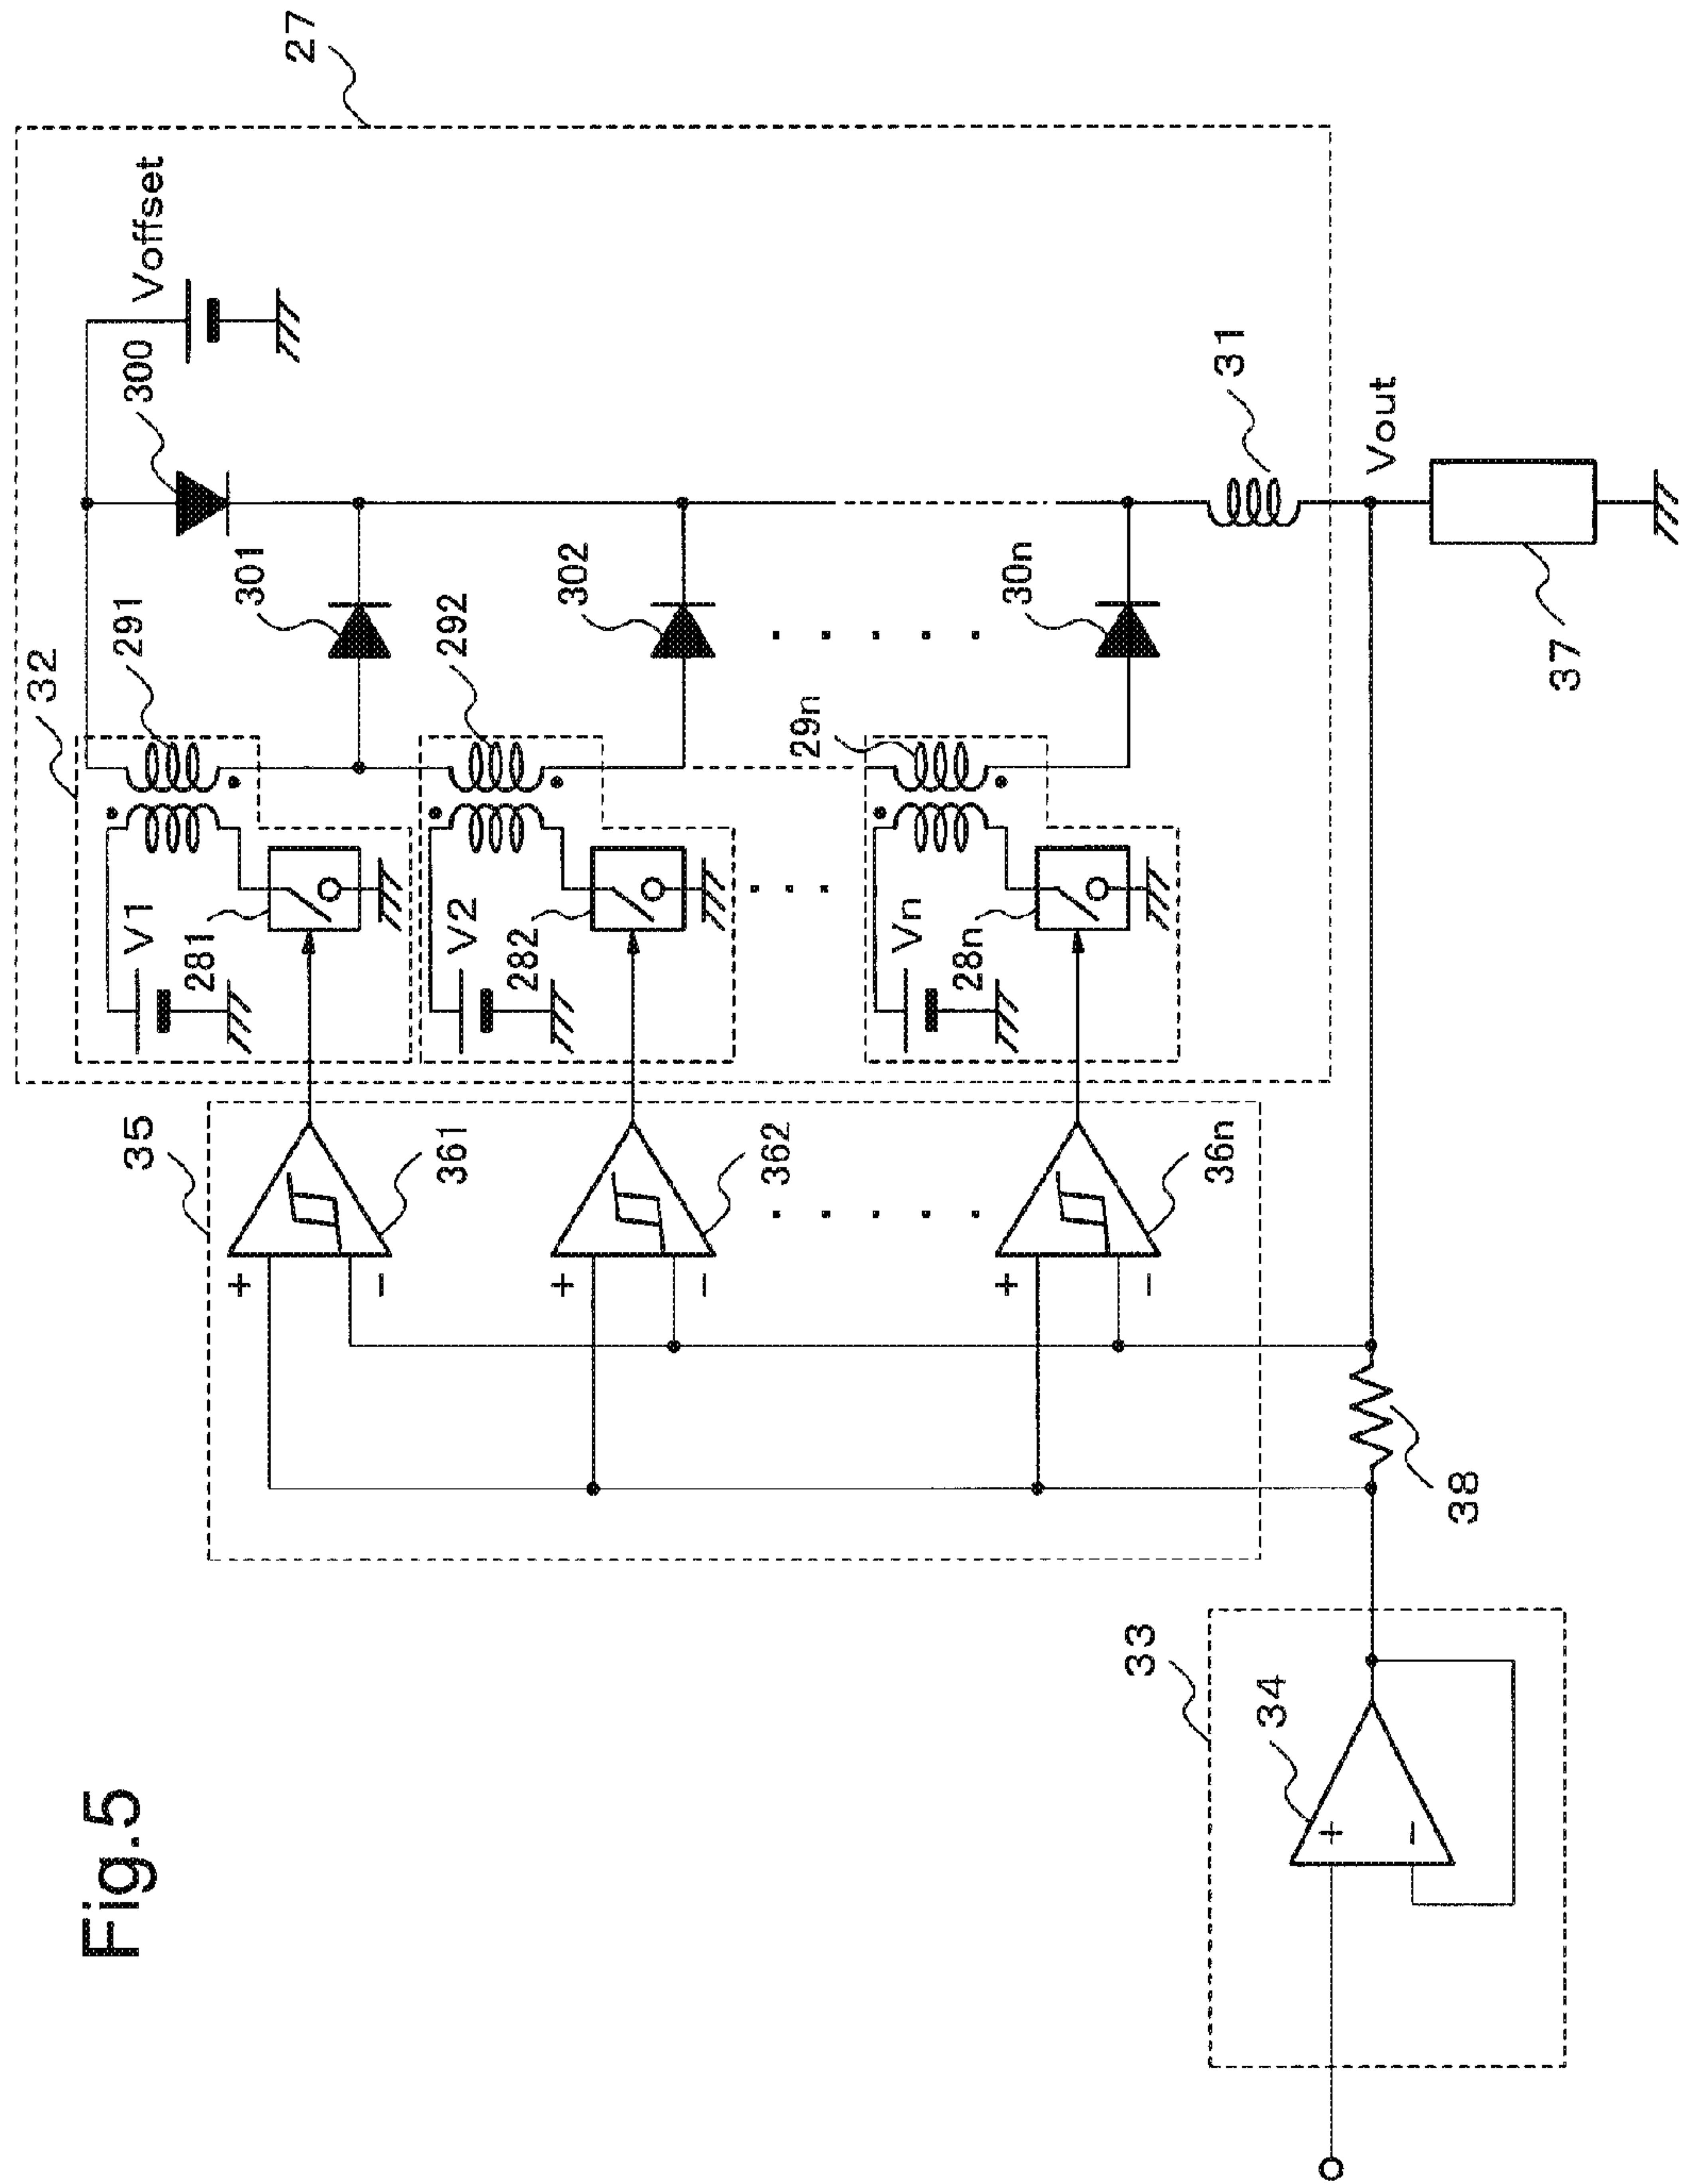 Fig.5
27
Voffset
300
32
291
301
292
302
29n
30n
31
Vout
37
V1
281
V2
282
Vn
28n
35
361
362
36n
+
-
+
-
+
-
38
33
34
+
-